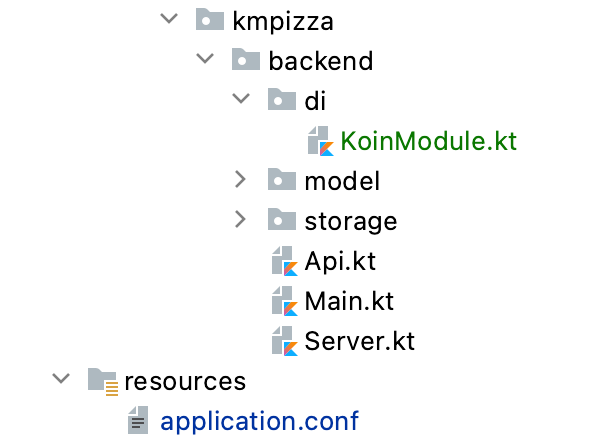 kmpizza
backend
di
KoinModule.kt
model
storage
Api.kt
Main.kt
Server.kt
resources
application.conf